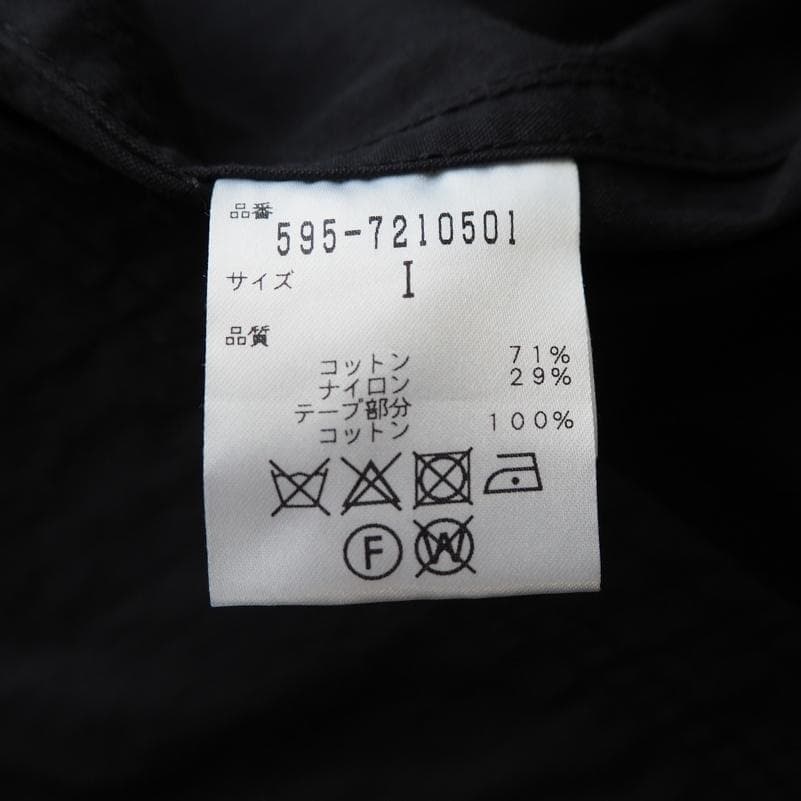 品番
595-7210501
サイズ I
品質
コットン 71%
ナイロン 29%
テープ部分
コットン 100%
F W